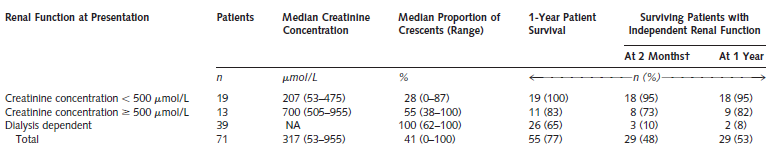 Renal Function at Presentation Patients Median Creatinine Median Proportion of 1-Year Patient Surviving Patients with
Concentration Crescents (Range) Survival Independent Renal Function
At 2 Months† At 1 Year
n μmol/L % n (%)
Creatinine concentration < 500 μmol/L 19 207 (53–475) 28 (0–87) 19 (100) 18 (95) 18 (95)
Creatinine concentration ≥ 500 μmol/L 13 700 (505–955) 55 (38–100) 11 (83) 8 (73) 9 (82)
Dialysis dependent 39 NA 100 (62–100) 26 (65) 3 (10) 2 (8)
Total 71 317 (53–955) 41 (0–100) 55 (77) 29 (48) 29 (53)